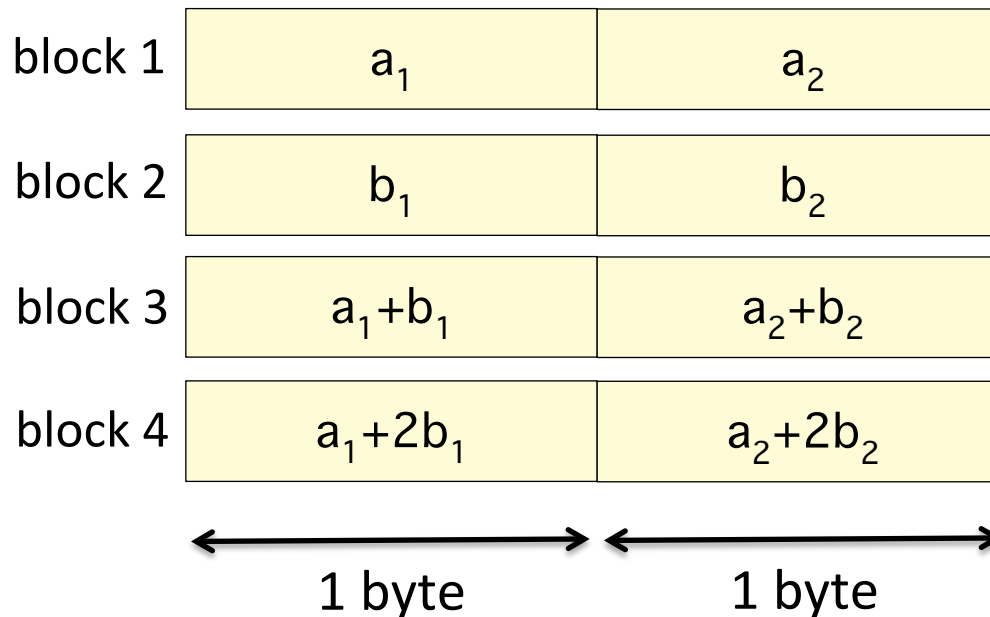 block 1 a₁ a₂
block 2 b₁ b₂
block 3 a₁+b₁ a₂+b₂
block 4 a₁+2b₁ a₂+2b₂
1 byte 1 byte